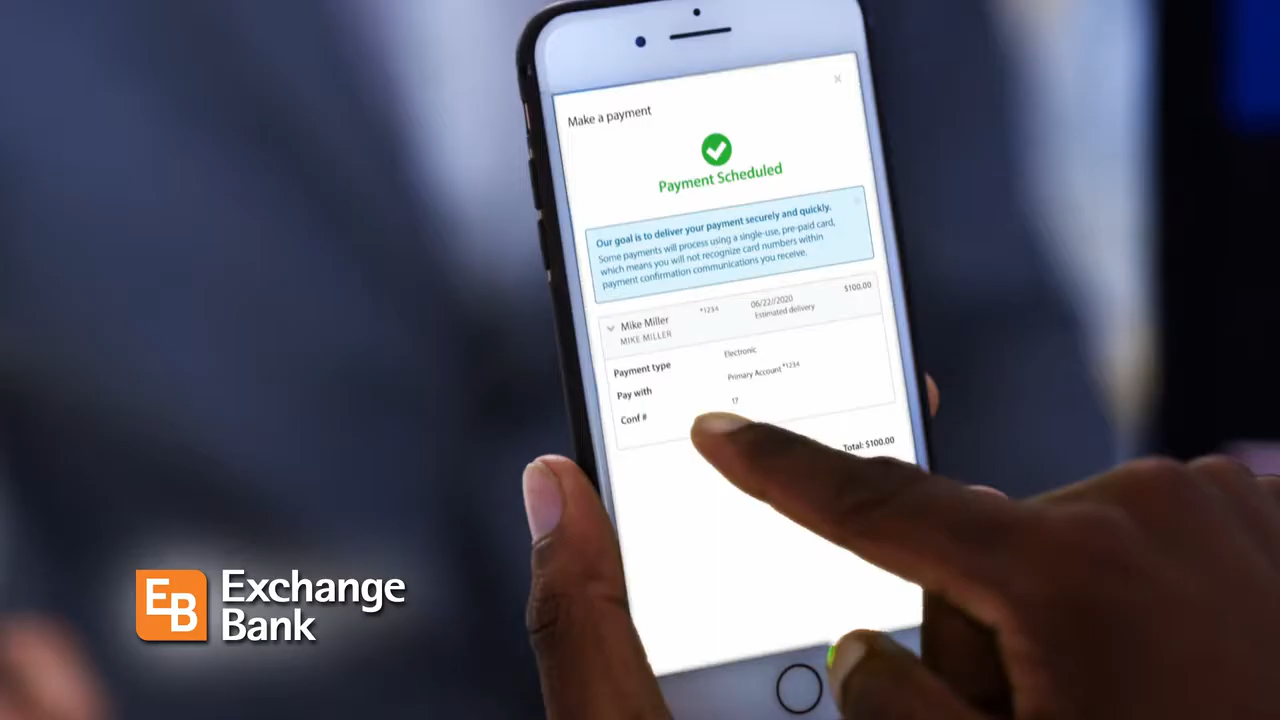 Make a payment
×
Payment Scheduled
Our goal is to deliver your payment securely and quickly.
Some payments will process using a single-use, pre-paid card,
which means you will not recognize card numbers within
payment confirmation communications you receive.
Mike Miller *1234 06/22//2020 $100.00
MIKE MILLER Estimated delivery
Payment type Electronic
Pay with Primary Account *1234
Conf # 17
Total: $100.00
EB Exchange
Bank